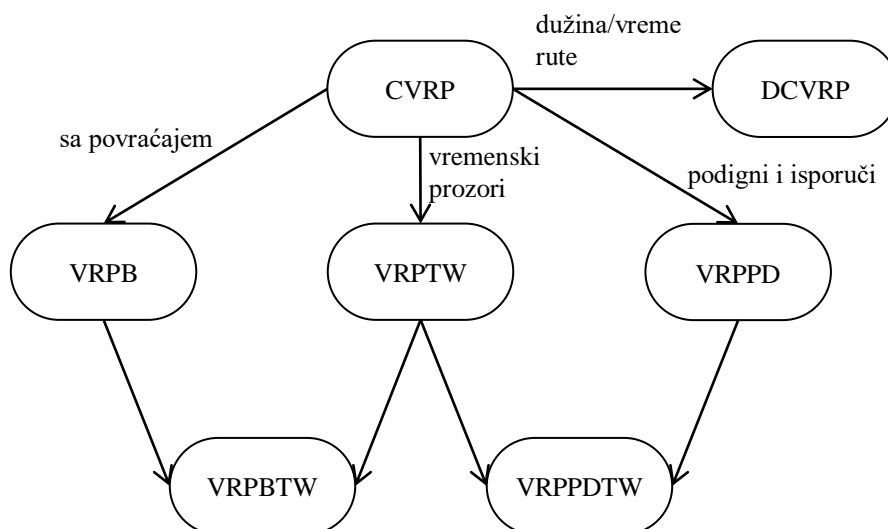 dužina/vreme
rute
CVRP
DCVRP
sa povraćajem
vremenski
prozori
podigni i isporuči
VRPB
VRPTW
VRPPD
VRPBTW
VRPPDTW